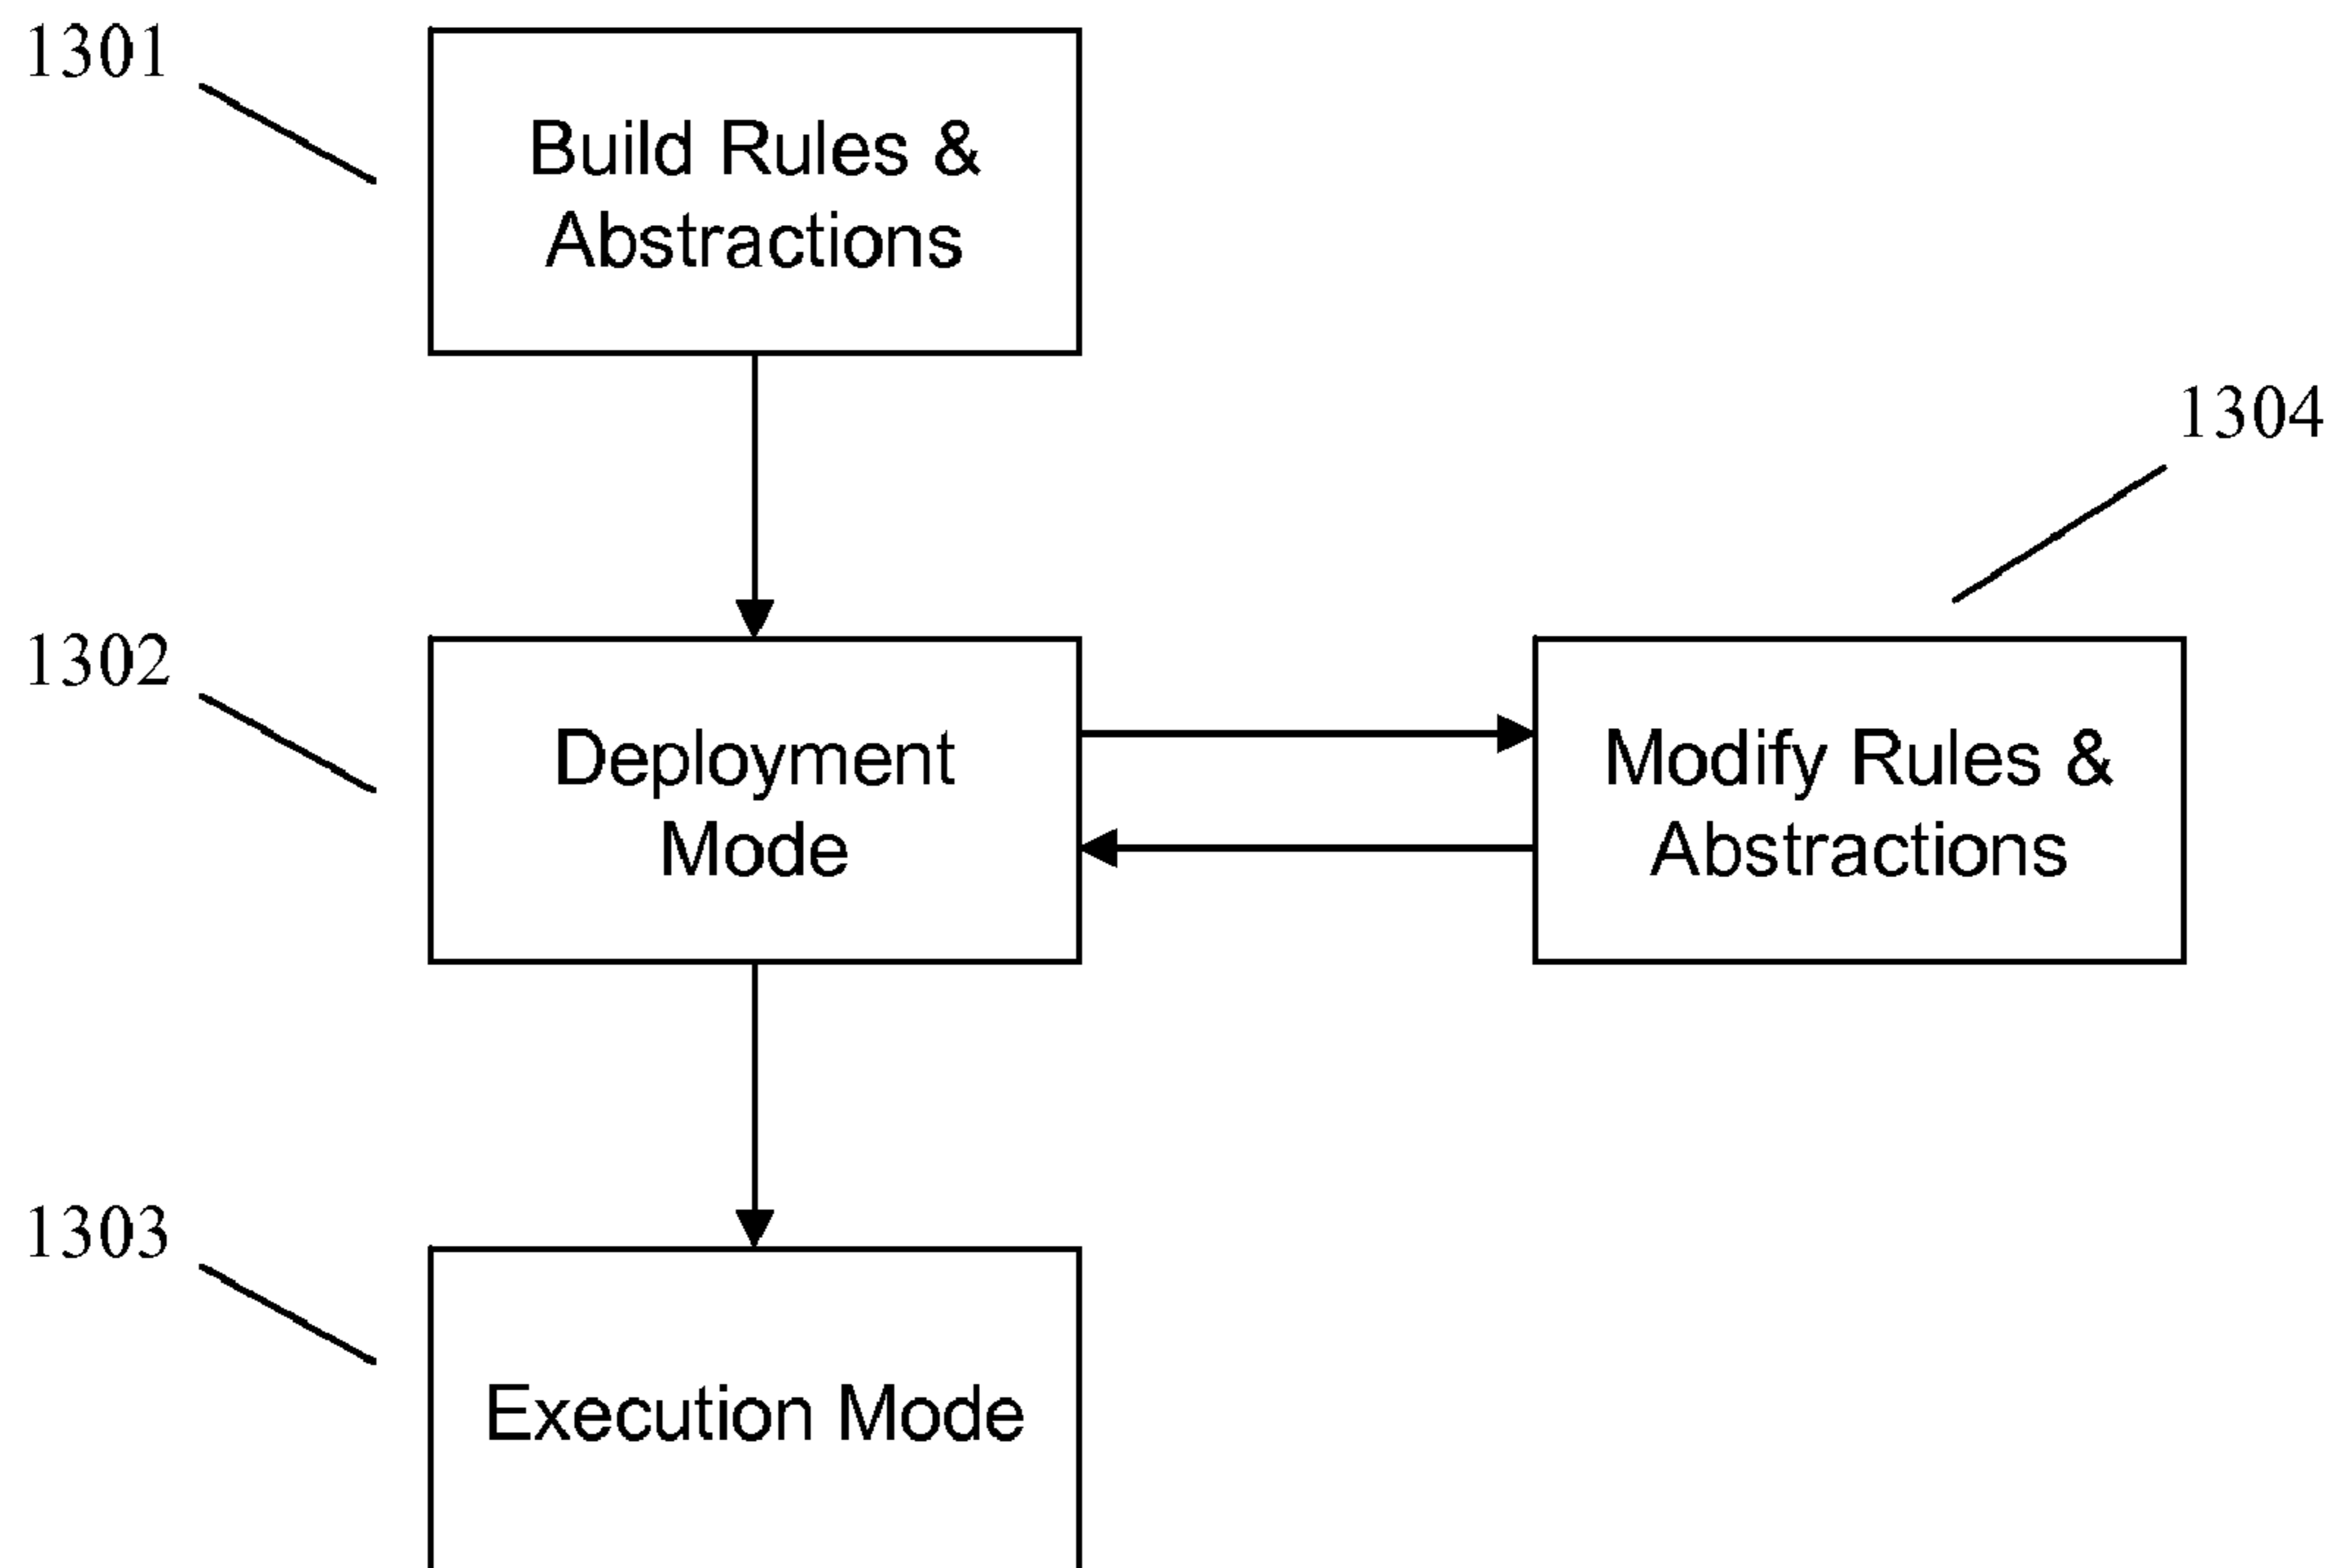 1301
Build Rules &
Abstractions
1304
1302
Deployment
Mode
Modify Rules &
Abstractions
1303
Execution Mode